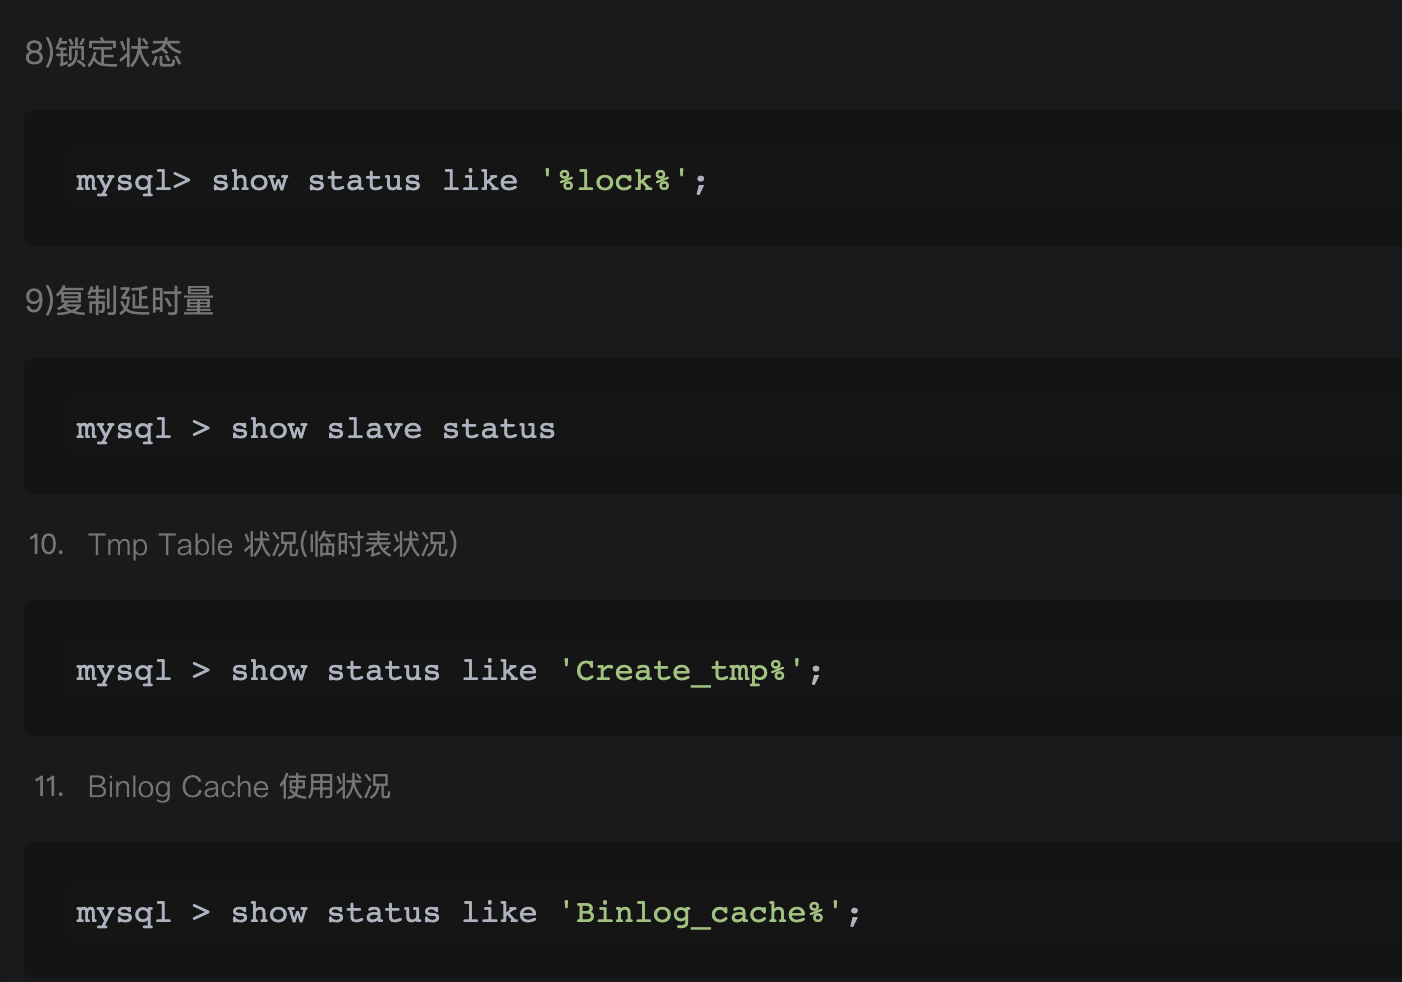 8)锁定状态
mysql> show status like '%lock%';
9)复制延时量
mysql > show slave status
10. Tmp Table 状况(临时表状况)
mysql > show status like 'Create_tmp%';
11. Binlog Cache 使用状况
mysql > show status like 'Binlog_cache%';